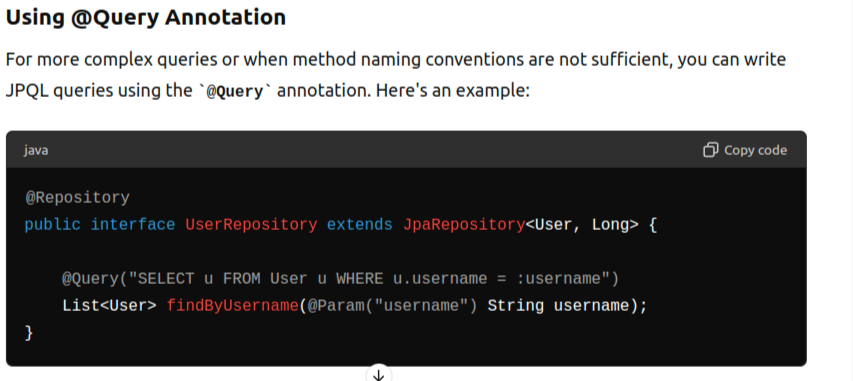 Using @Query Annotation
For more complex queries or when method naming conventions are not sufficient, you can write
JPQL queries using the `@Query` annotation. Here's an example:
java
Copy code
@Repository
public interface UserRepository extends JpaRepository<User, Long> {
@Query("SELECT u FROM User u WHERE u.username = :username")
List<User> findByUsername(@Param("username") String username);
}